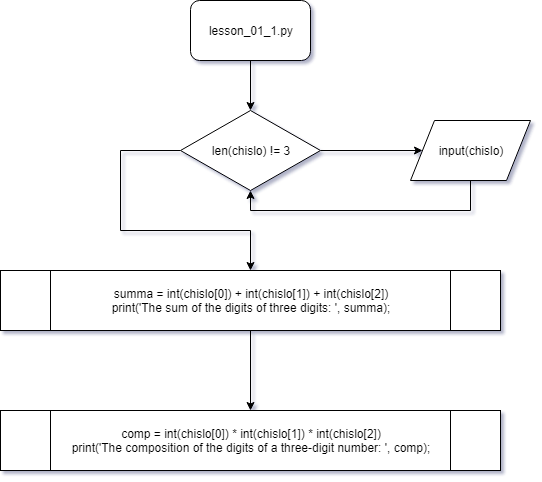 lesson_01_1.py
len(chislo) != 3
input(chislo)
summa = int(chislo[0]) + int(chislo[1]) + int(chislo[2])
print('The sum of the digits of three digits: ', summa);
comp = int(chislo[0]) * int(chislo[1]) * int(chislo[2])
print('The composition of the digits of a three-digit number: ', comp);